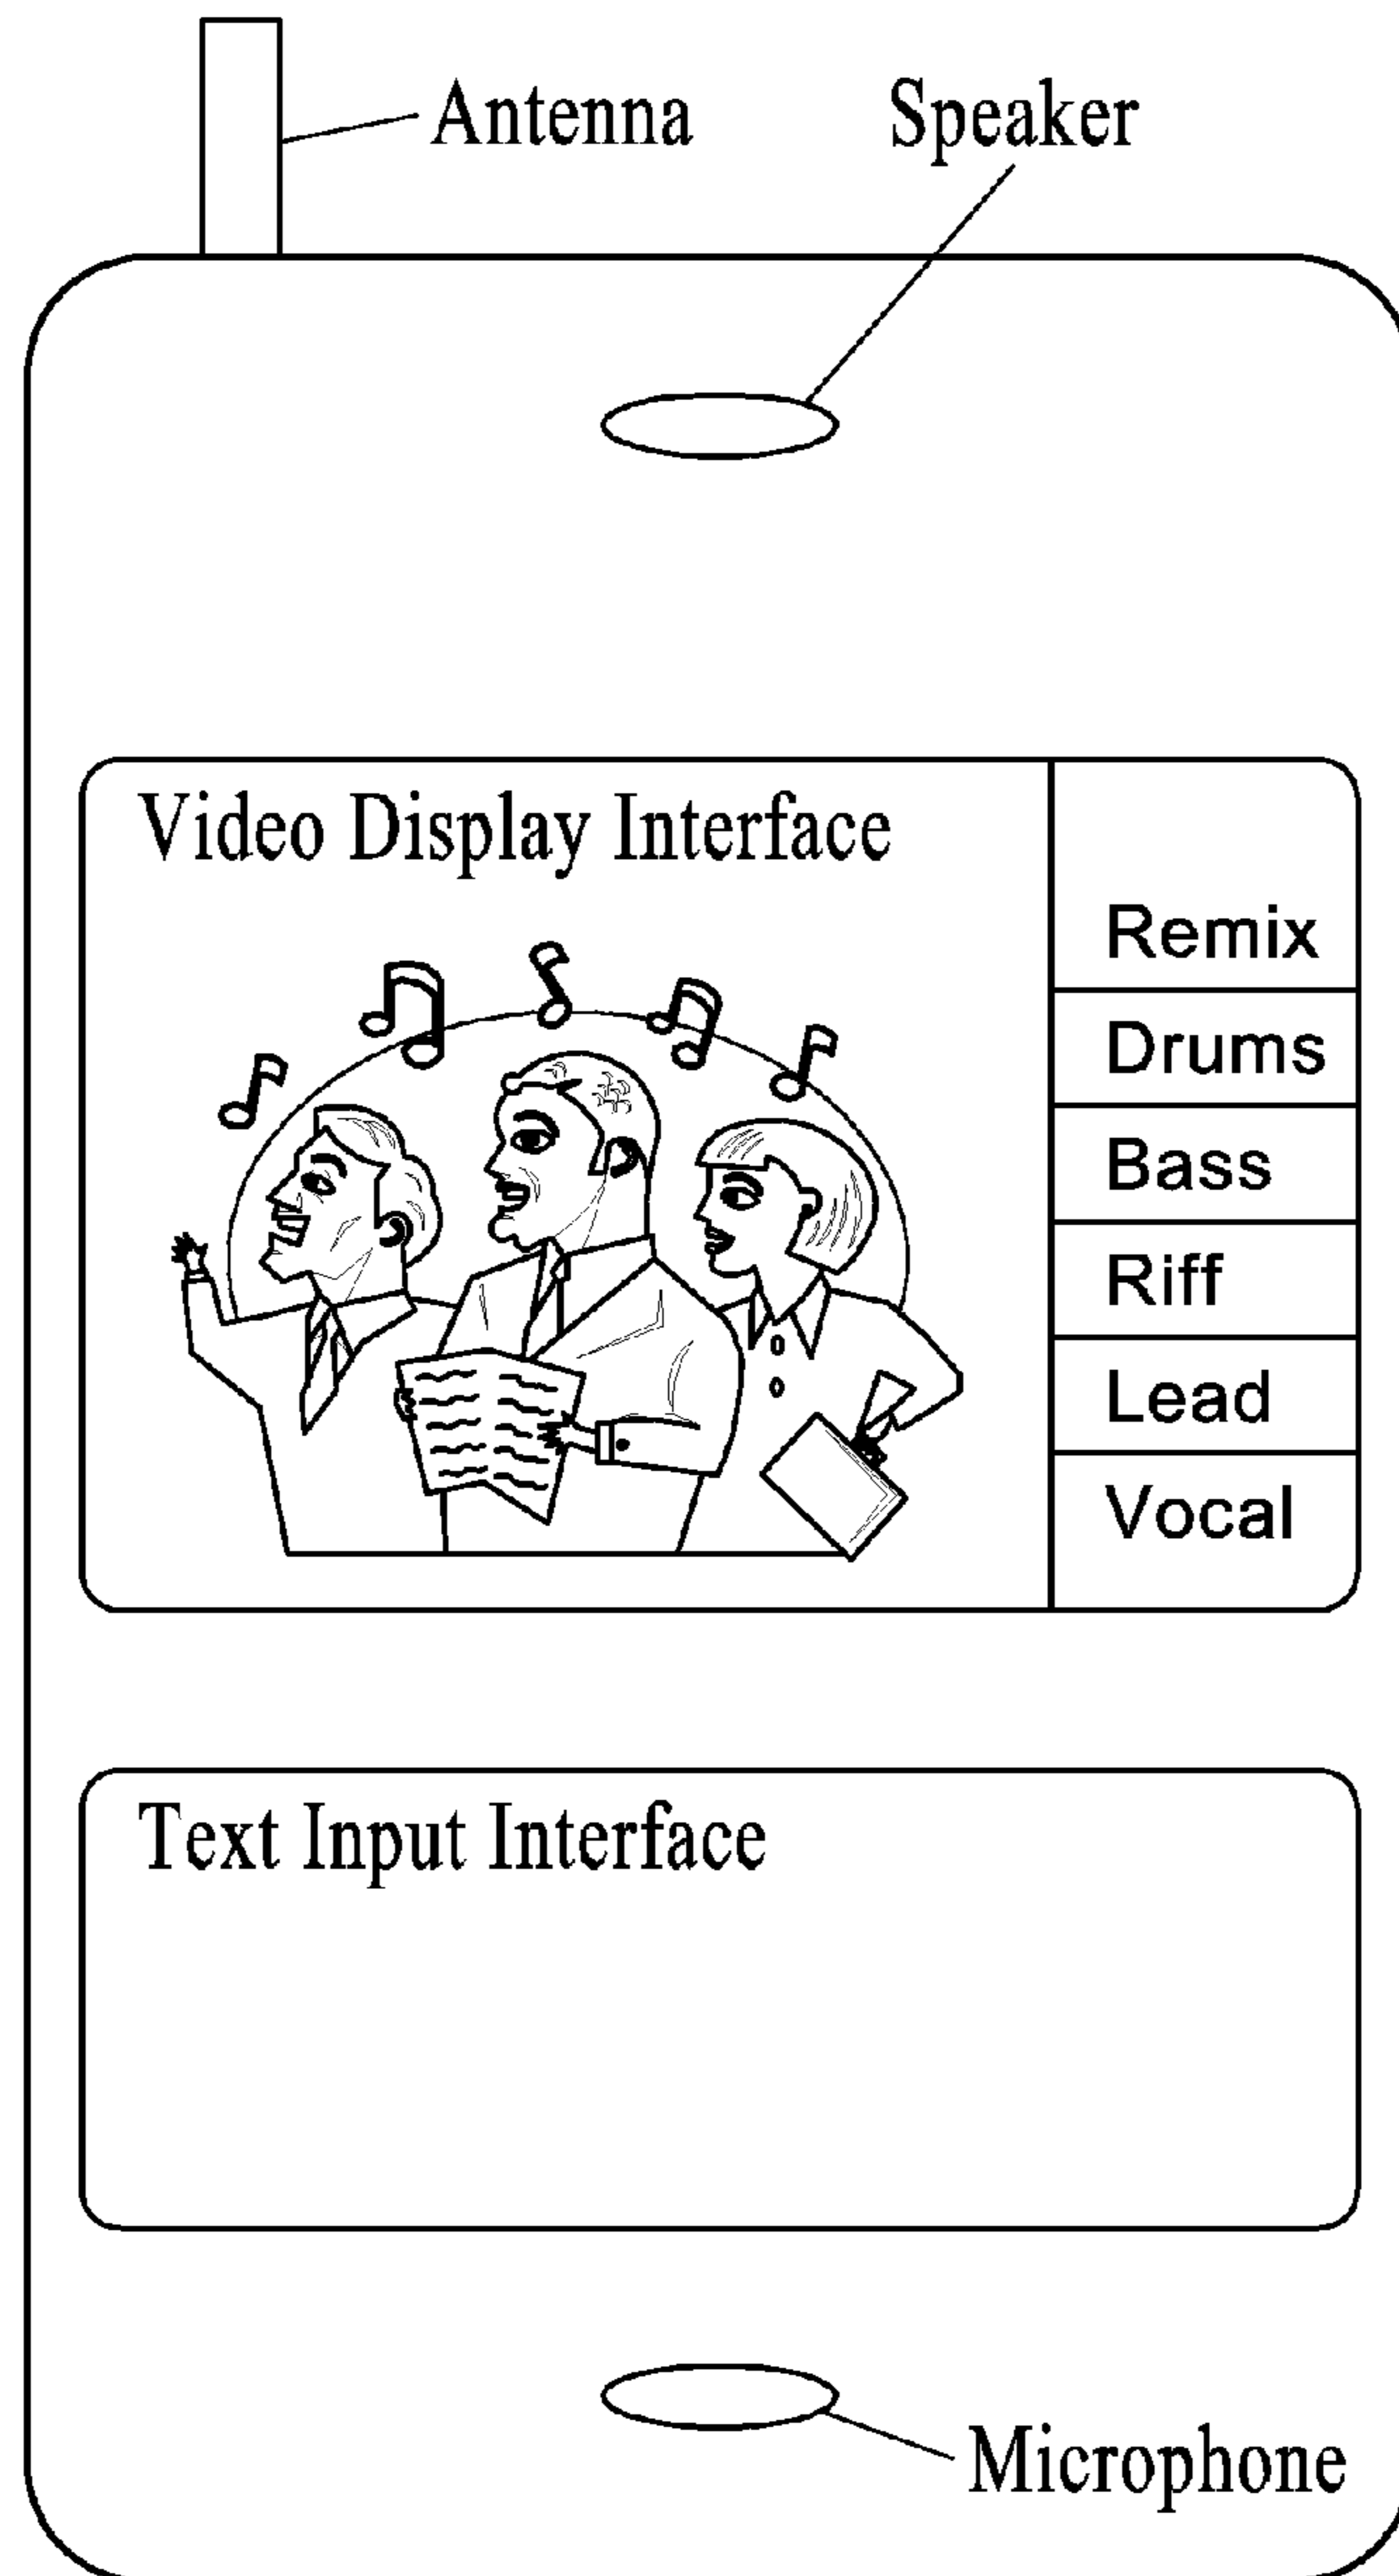 Antenna
Speaker
Video Display Interface
Remix
Drums
Bass
Riff
Lead
Vocal
Text Input Interface
Microphone